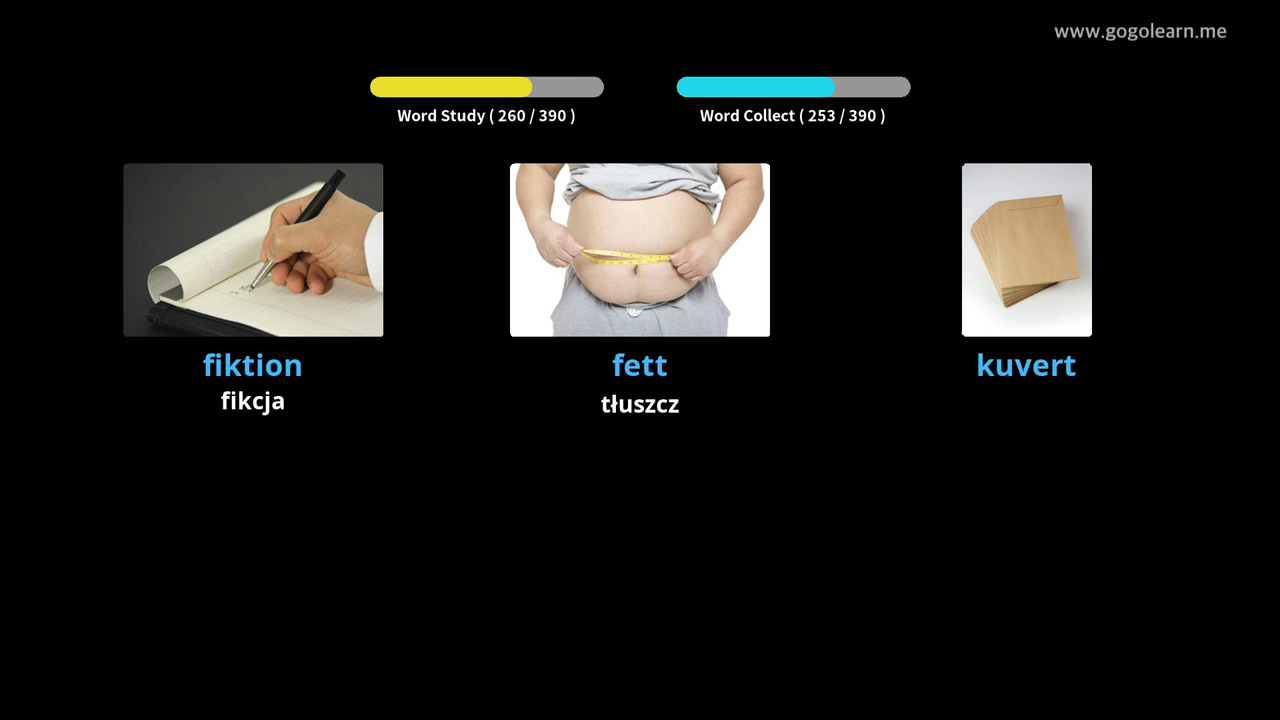 www.gogolearn.me
Word Study ( 260 / 390 )
Word Collect ( 253 / 390 )
fiktion
fett
kuvert
fikcja
tłuszcz